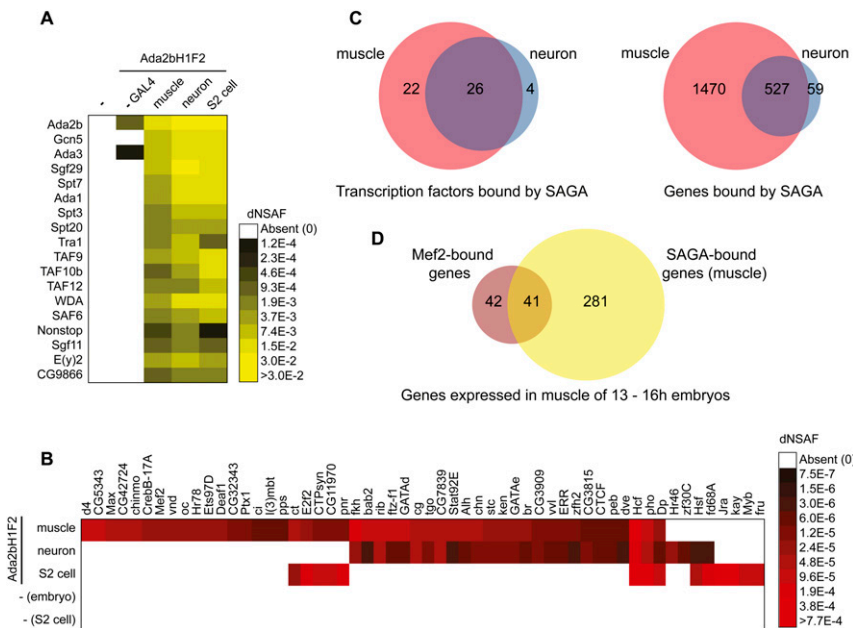 A
Ada2bH1F2
-
- GAL4
muscle
neuron
S2 cell
Ada2b
Gcn5
Ada3
Sgf29
Spt7
Ada1
Spt3
Spt20
Tra1
TAF9
TAF10b
TAF12
WDA
SAF6
Nonstop
Sgf11
E(y)2
CG9866
dNSAF
Absent (0)
1.2E-4
2.3E-4
4.6E-4
9.3E-4
1.9E-3
3.7E-3
7.4E-3
1.5E-2
3.0E-2
>3.0E-2
C
muscle
neuron
22
26
4
Transcription factors bound by SAGA
muscle
neuron
1470
527
59
Genes bound by SAGA
D
Mef2-bound
genes
SAGA-bound
genes (muscle)
42
41
281
Genes expressed in muscle of 13 - 16h embryos
B
d4
CG5343
Max
CG42724
chinmo
CrebB-17A
Mef2
vnd
oc
Hr78
Ets97D
Deaf1
CG32343
Ptx1
ci
l(3)mbt
pps
ct
E2f2
CTPsyn
CG11970
pnr
fkh
bab2
rib
ftz-f1
GATAd
cg
tgo
CG7839
Stat92E
Alh
chn
stc
ken
GATAe
br
CG3909
vvl
ERR
zfh2
CG3815
CTCF
peb
dve
Hcf
pho
Dp
Hr46
zf30C
Hsf
fd68A
Jra
kay
Myb
fru
Ada2bH1F2
muscle
neuron
S2 cell
- (embryo)
- (S2 cell)
dNSAF
Absent (0)
7.5E-7
1.5E-6
3.0E-6
6.0E-6
1.2E-5
2.4E-5
4.8E-5
9.6E-5
1.9E-4
3.8E-4
>7.7E-4